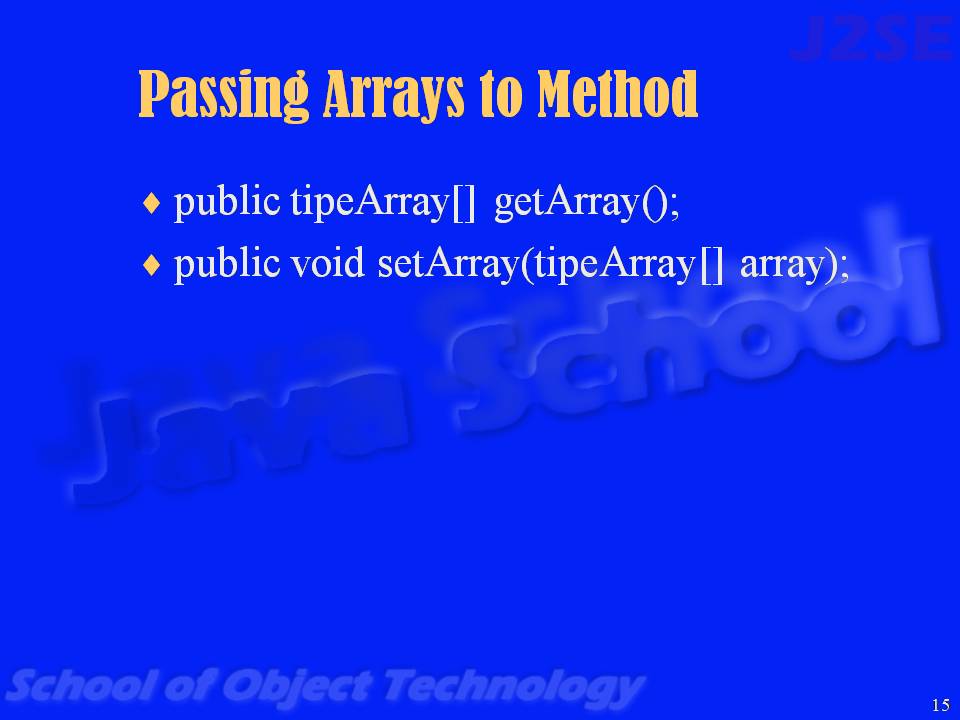 J2SE
Passing Arrays to Method
♦ public tipeArray[] getArray();
♦ public void setArray(tipeArray[] array);
Java School
School of Object Technology
15